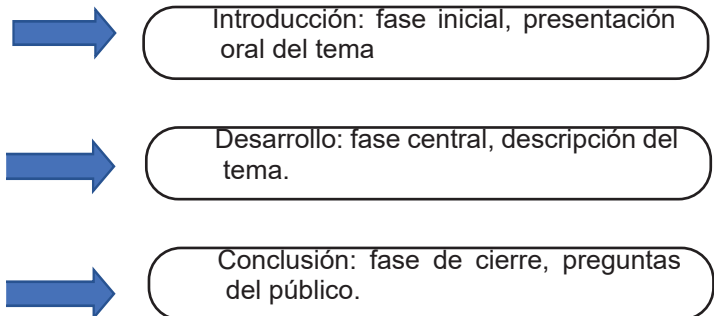 Introducción: fase inicial, presentación
oral del tema
Desarrollo: fase central, descripción del
tema.
Conclusión: fase de cierre, preguntas
del público.